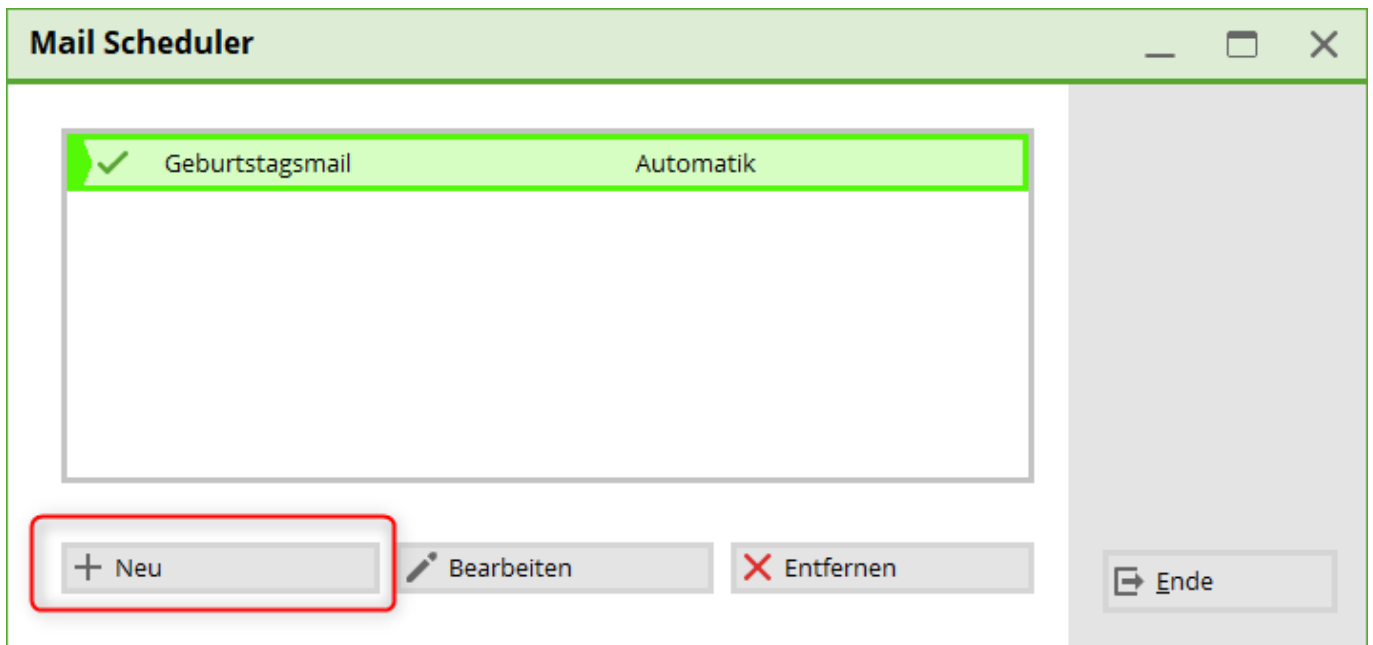 Mail Scheduler
Geburtstagsmail Automatik
Neu Bearbeiten Entfernen
Ende